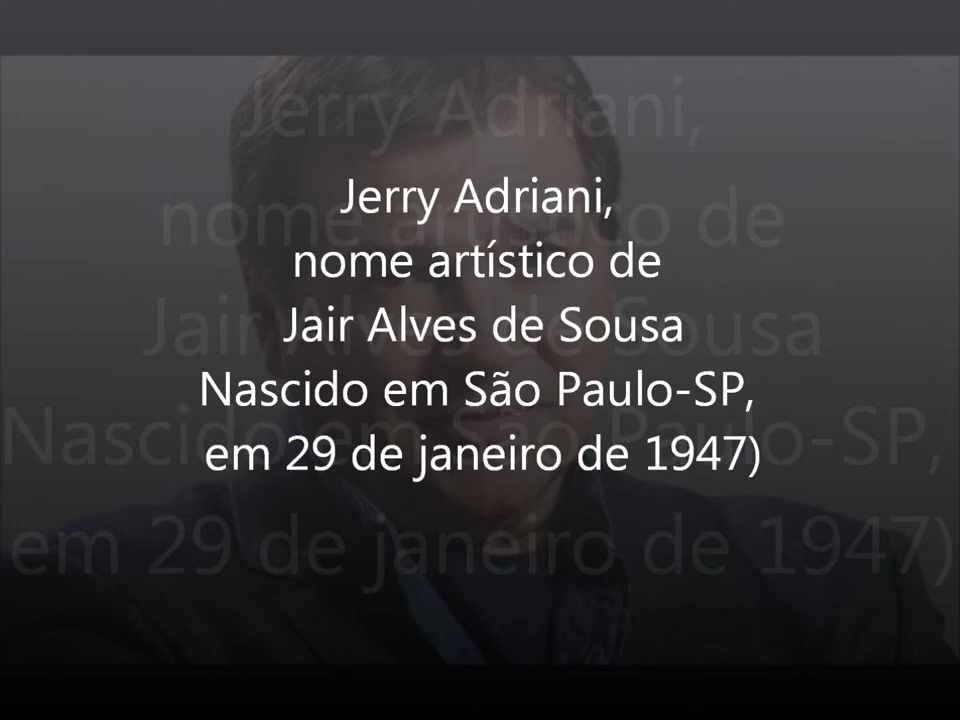 Jerry Adriani,
nome artístico de
Jair Alves de Sousa
Nascido em São Paulo-SP,
em 29 de janeiro de 1947)